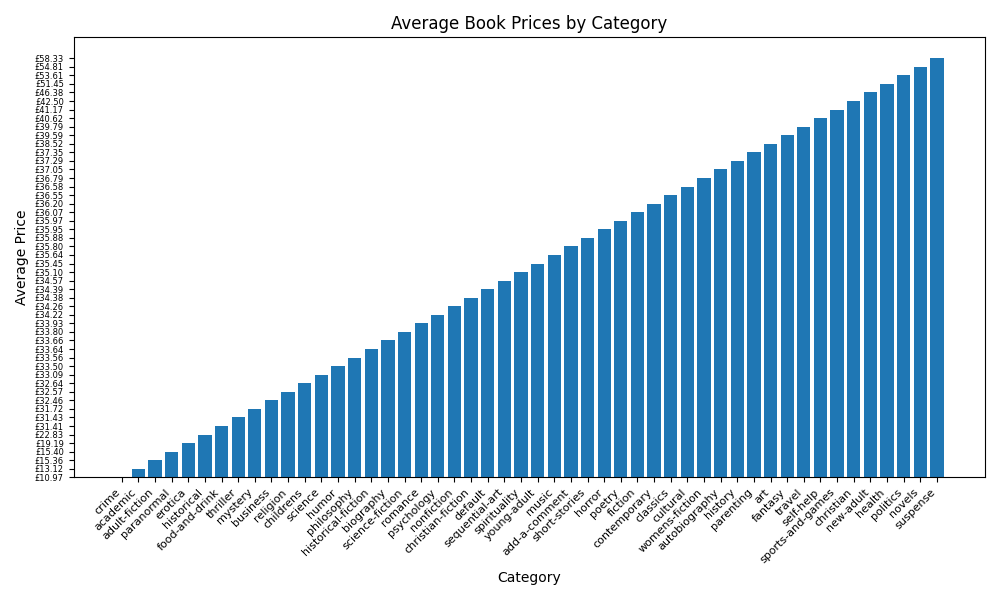 Average Book Prices by Category
Average Price
£58.33
£54.81
£53.61
£51.45
£46.38
£42.50
£41.17
£40.62
£39.79
£39.59
£38.52
£37.35
£37.29
£37.05
£36.79
£36.58
£36.55
£36.20
£36.07
£35.97
£35.95
£35.88
£35.80
£35.64
£35.45
£35.10
£34.57
£34.39
£34.38
£34.26
£34.22
£33.93
£33.80
£33.66
£33.64
£33.56
£33.50
£33.09
£32.64
£32.57
£32.46
£31.72
£31.43
£31.41
£22.83
£19.19
£15.40
£15.36
£13.12
£10.97
crime
academic
adult-fiction
paranormal
erotica
historical
food-and-drink
thriller
mystery
business
religion
childrens
science
humor
philosophy
historical-fiction
biography
science-fiction
romance
psychology
nonfiction
christian-fiction
default
sequential-art
spirituality
young-adult
music
add-a-comment
short-stories
horror
poetry
fiction
contemporary
classics
cultural
womens-fiction
autobiography
history
parenting
art
fantasy
travel
self-help
sports-and-games
christian
new-adult
health
politics
novels
suspense
Category